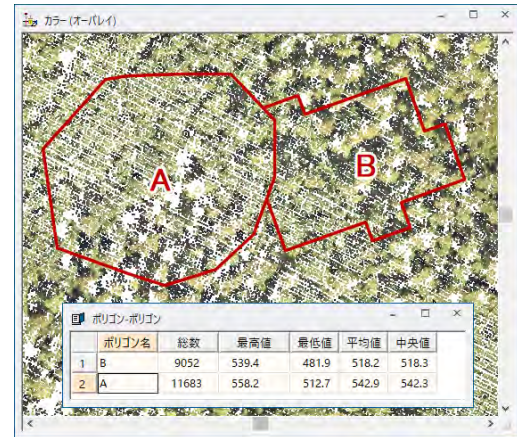 カラー (オーバレイ)
A
B
ポリゴン-ポリゴン
ポリゴン名 総数 最高値 最低値 平均値 中央値
1 B 9052 539.4 481.9 518.2 518.3
2 A 11683 558.2 512.7 542.9 542.3